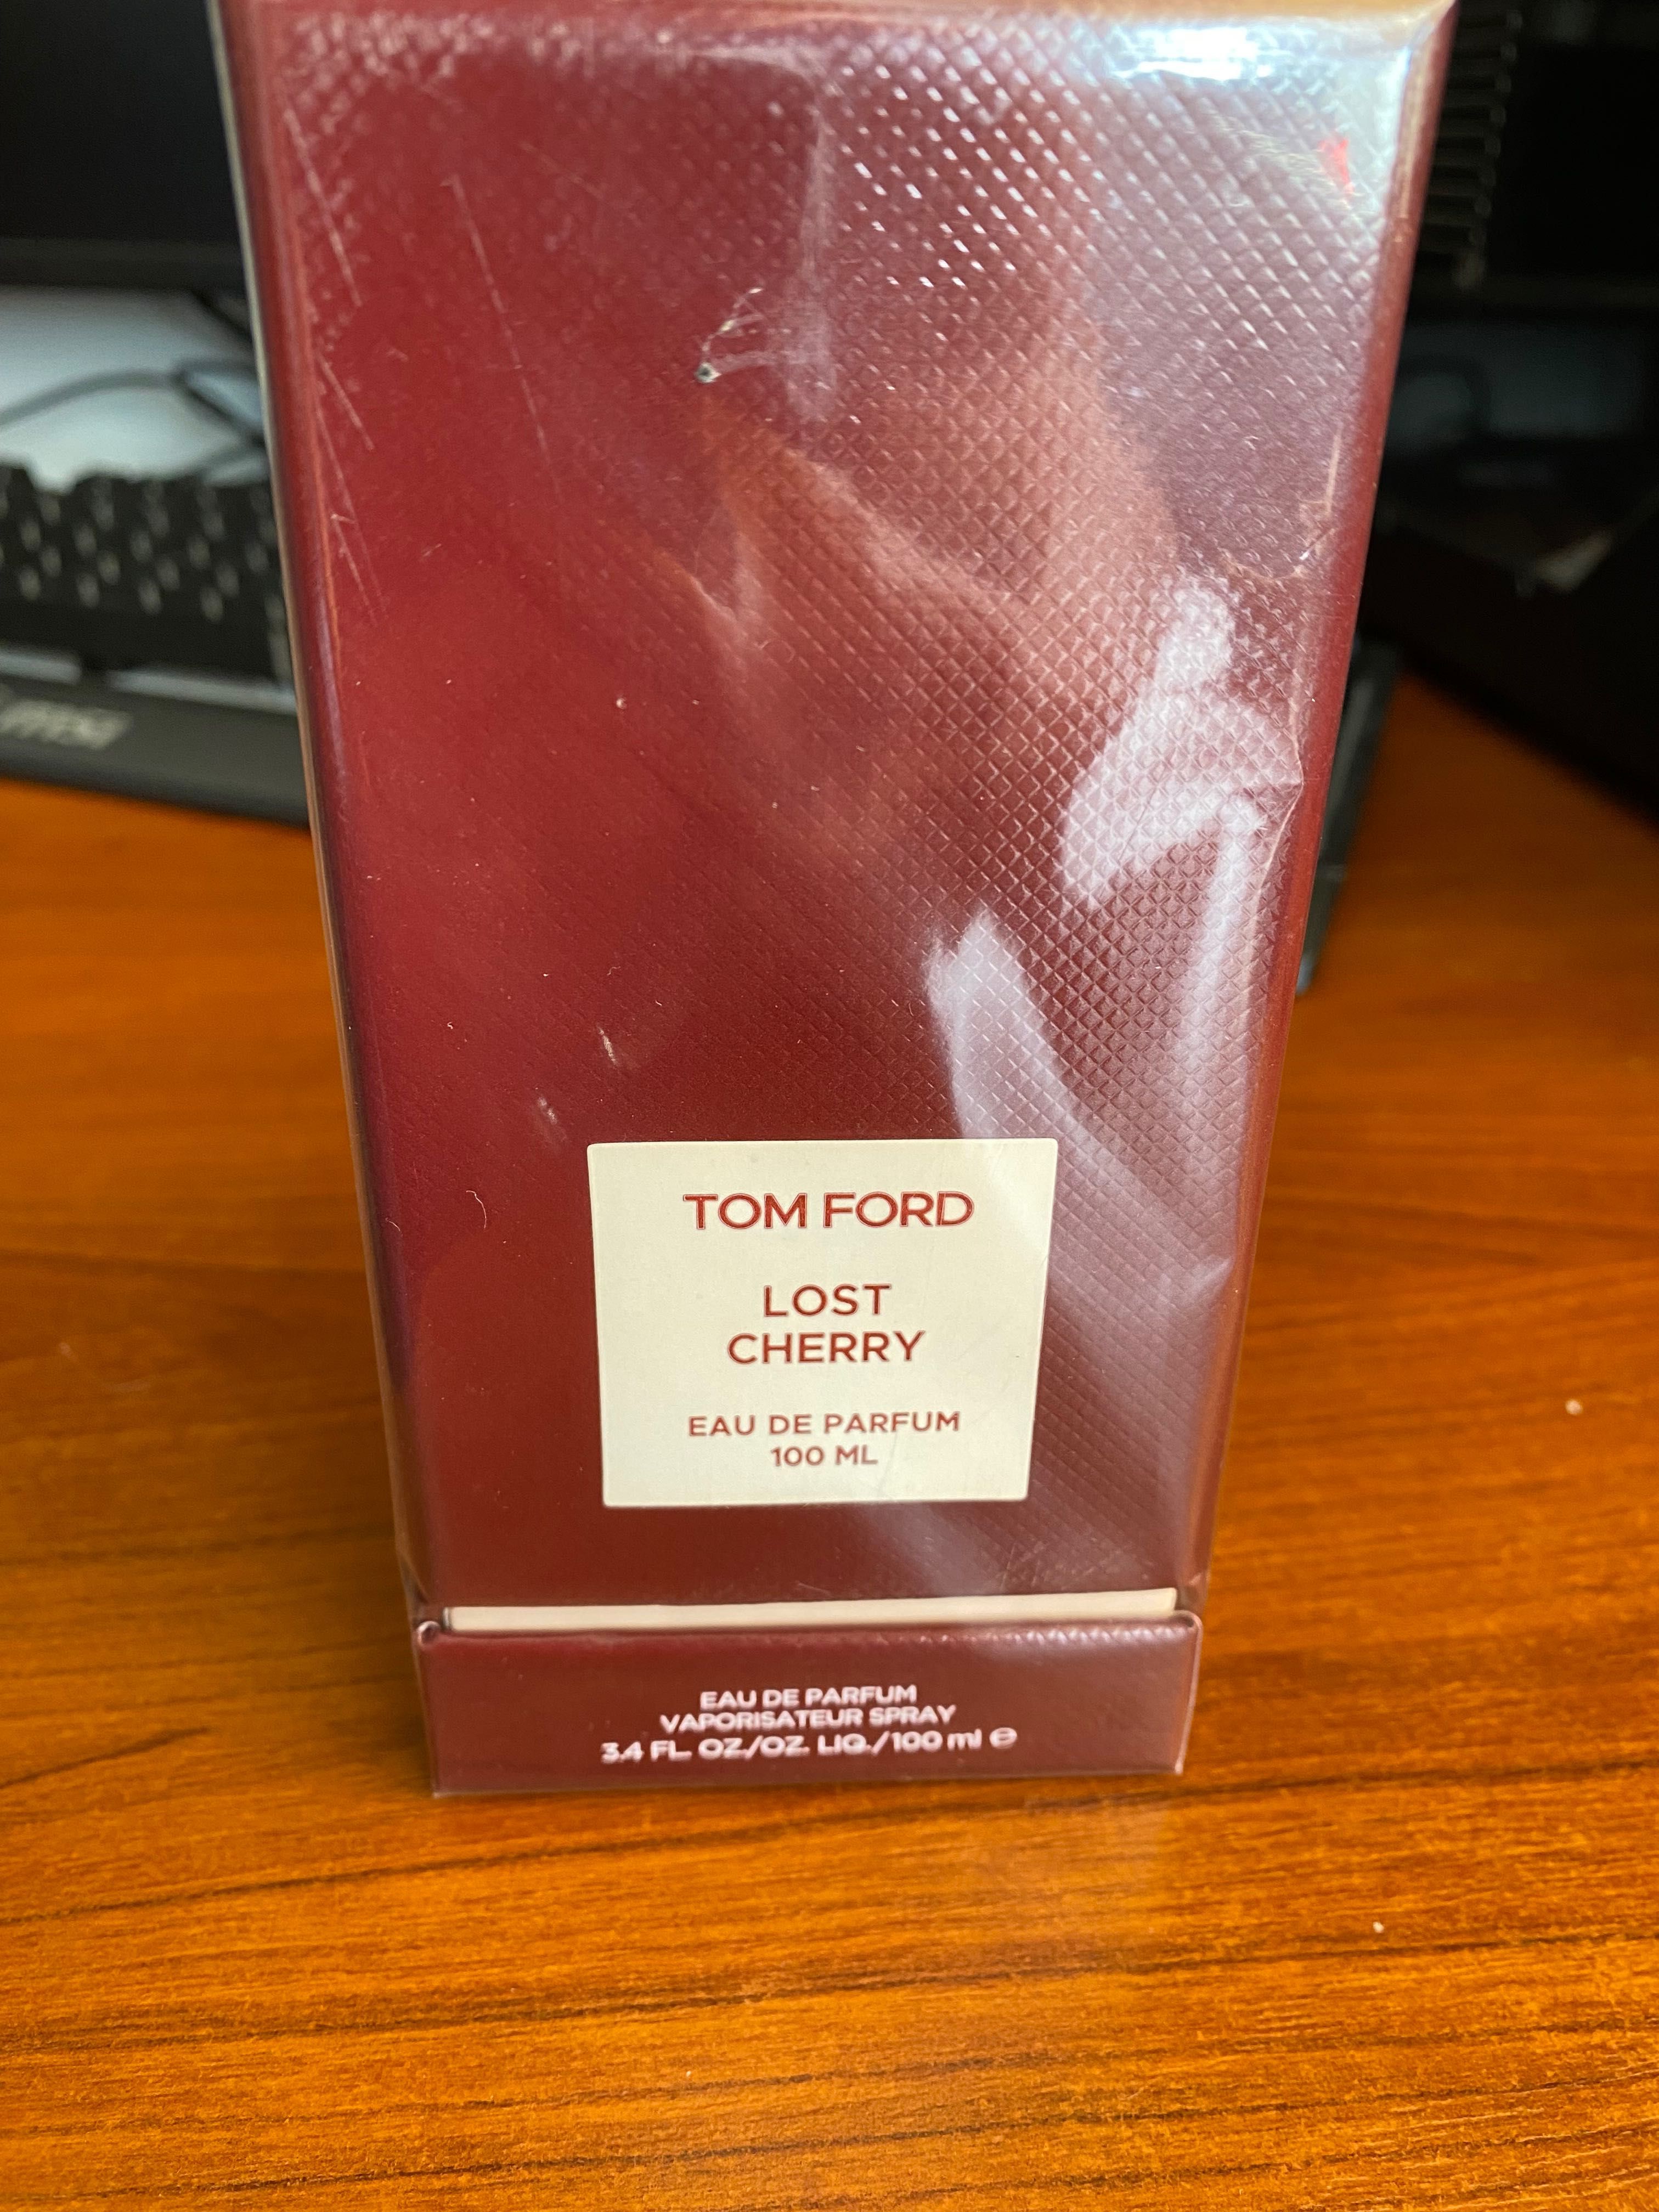 TOM FORD
LOST
CHERRY
EAU DE PARFUM
100 ML
EAU DE PARFUM
VAPORISATEUR SPRAY
3.4 FL. OZ./OZ. LIQ./100 ml ℮
msi